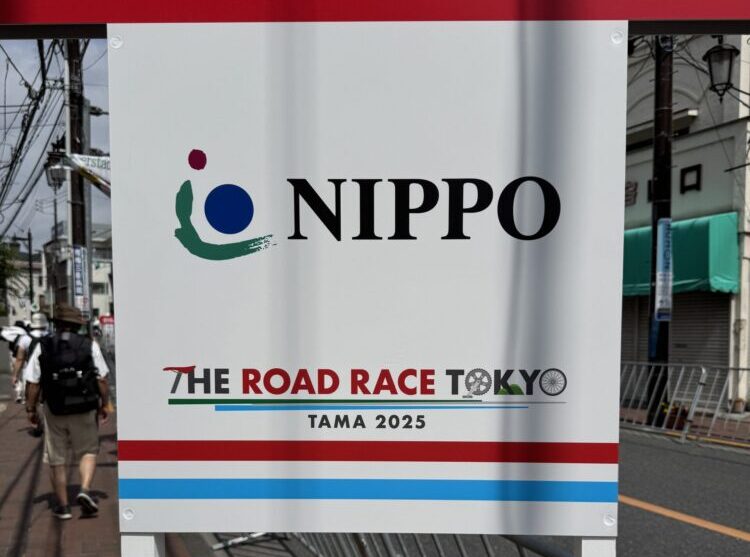 NIPPO
THE ROAD RACE TOKYO
TAMA 2025